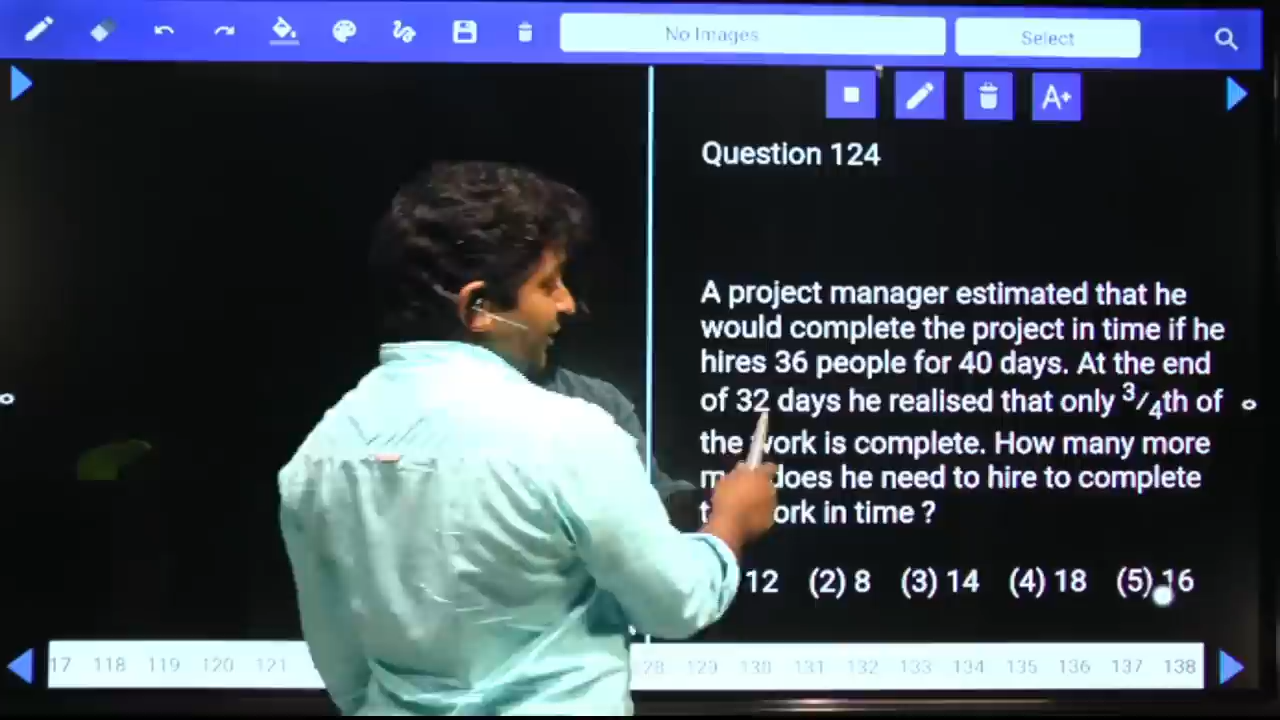 No Images
Select
A+
Question 124
A project manager estimated that he
would complete the project in time if he
hires 36 people for 40 days. At the end
of 32 days he realised that only 3/4th of
the work is complete. How many more
does he need to hire to complete
in time ?
12 (2) 8 (3) 14 (4) 18 (5) 16
17 118 119 120 121 129 130 131 132 133 134 135 136 137 138